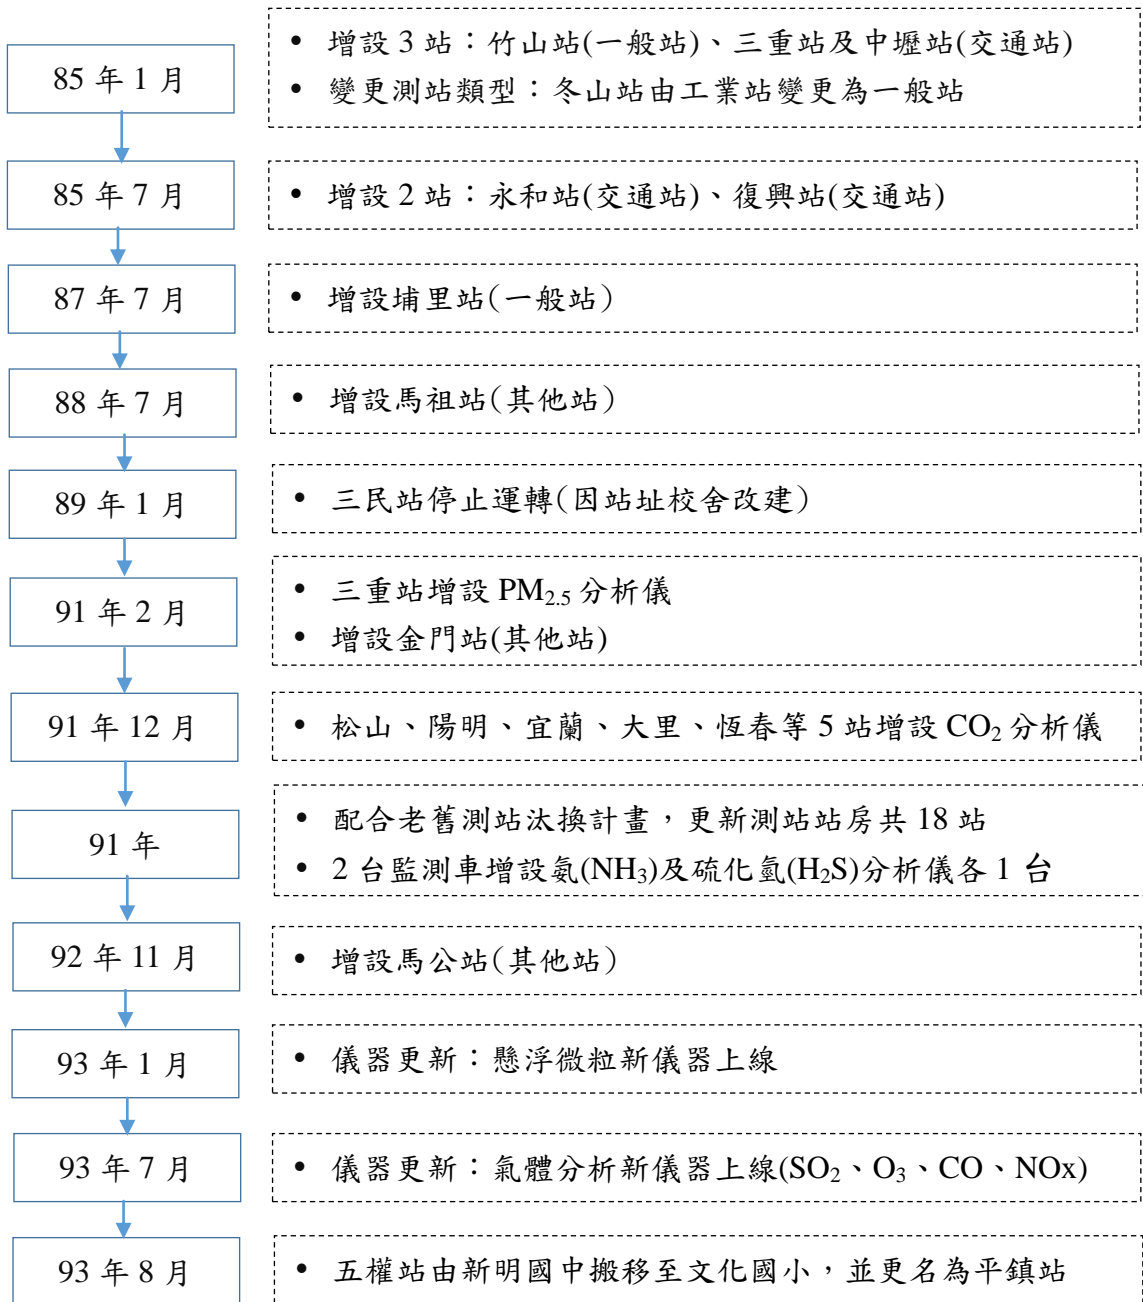 85 年 1 月
• 增設 3 站：竹山站(一般站)、三重站及中壢站(交通站)
• 變更測站類型：冬山站由工業站變更為一般站
85 年 7 月
• 增設 2 站：永和站(交通站)、復興站(交通站)
87 年 7 月
• 增設埔里站(一般站)
88 年 7 月
• 增設馬祖站(其他站)
89 年 1 月
• 三民站停止運轉(因站址校舍改建)
91 年 2 月
• 三重站增設 PM₂.₅ 分析儀
• 增設金門站(其他站)
91 年 12 月
• 松山、陽明、宜蘭、大里、恆春等 5 站增設 CO₂ 分析儀
91 年
• 配合老舊測站汰換計畫，更新測站站房共 18 站
• 2 台監測車增設氨(NH₃)及硫化氫(H₂S)分析儀各 1 台
92 年 11 月
• 增設馬公站(其他站)
93 年 1 月
• 儀器更新：懸浮微粒新儀器上線
93 年 7 月
• 儀器更新：氣體分析新儀器上線(SO₂、O₃、CO、NOx)
93 年 8 月
• 五權站由新明國中搬移至文化國小，並更名為平鎮站